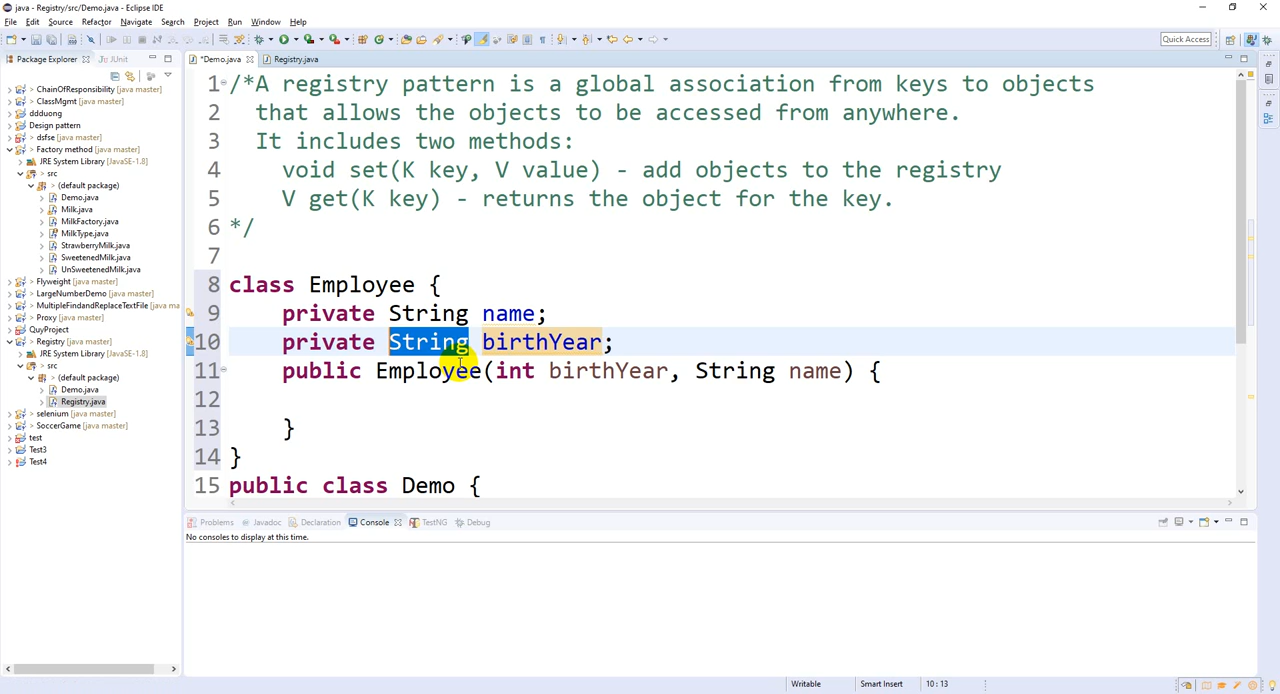 java - Registry/src/Demo.java - Eclipse IDE
File Edit Source Refactor Navigate Search Project Run Window Help
Quick Access
Package Explorer JUnit
*Demo.java Registry.java
> ChainOfResponsibility [java master]
> ClassMgmt [java master]
ddduong
Design pattern
> dsfse [java master]
> Factory method [java master]
JRE System Library [JavaSE-1.8]
> src
> (default package)
Demo.java
Milk.java
MilkFactory.java
MilkType.java
StrawberryMilk.java
SweetenedMilk.java
UnSweetenedMilk.java
> Flyweight [java master]
> LargeNumberDemo [java master]
> MultipleFindandReplaceTextFile [java ma
> Proxy [java master]
QuyProject
> Registry [java master]
JRE System Library [JavaSE-1.8]
> src
> (default package)
Demo.java
Registry.java
> selenium [java master]
> SoccerGame [java master]
test
Test3
Test4
1 /*A registry pattern is a global association from keys to objects
2 that allows the objects to be accessed from anywhere.
3 It includes two methods:
4 void set(K key, V value) - add objects to the registry
5 V get(K key) - returns the object for the key.
6 */
7
8 class Employee {
9 private String name;
10 private String birthYear;
11 public Employee(int birthYear, String name) {
12
13 }
14 }
15 public class Demo {
Problems Javadoc Declaration Console TestNG Debug
No consoles to display at this time.
Writable Smart Insert 10 : 13